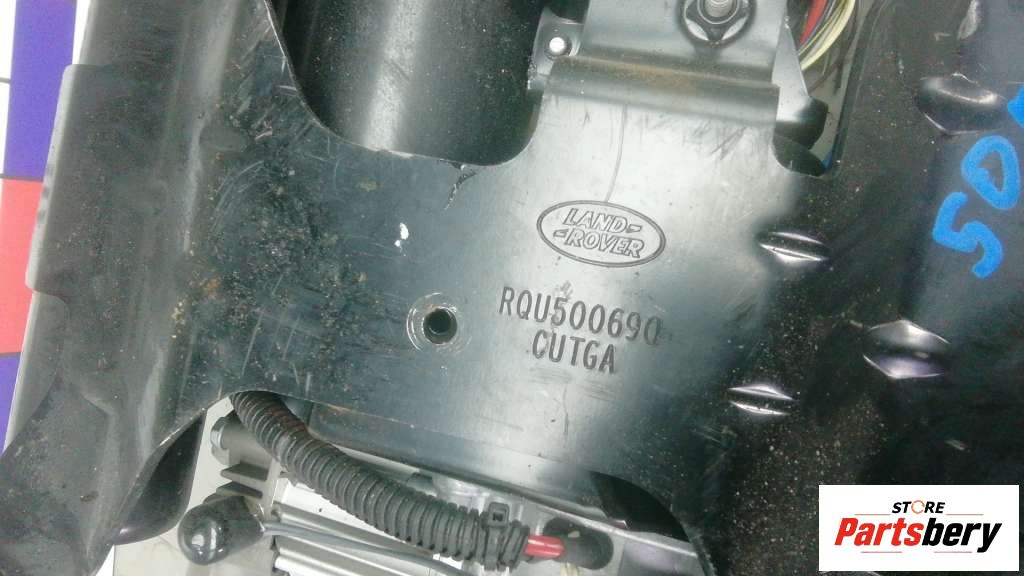 LAND-
-ROVER
RQU500690
CUTGA
STORE
Partsbery